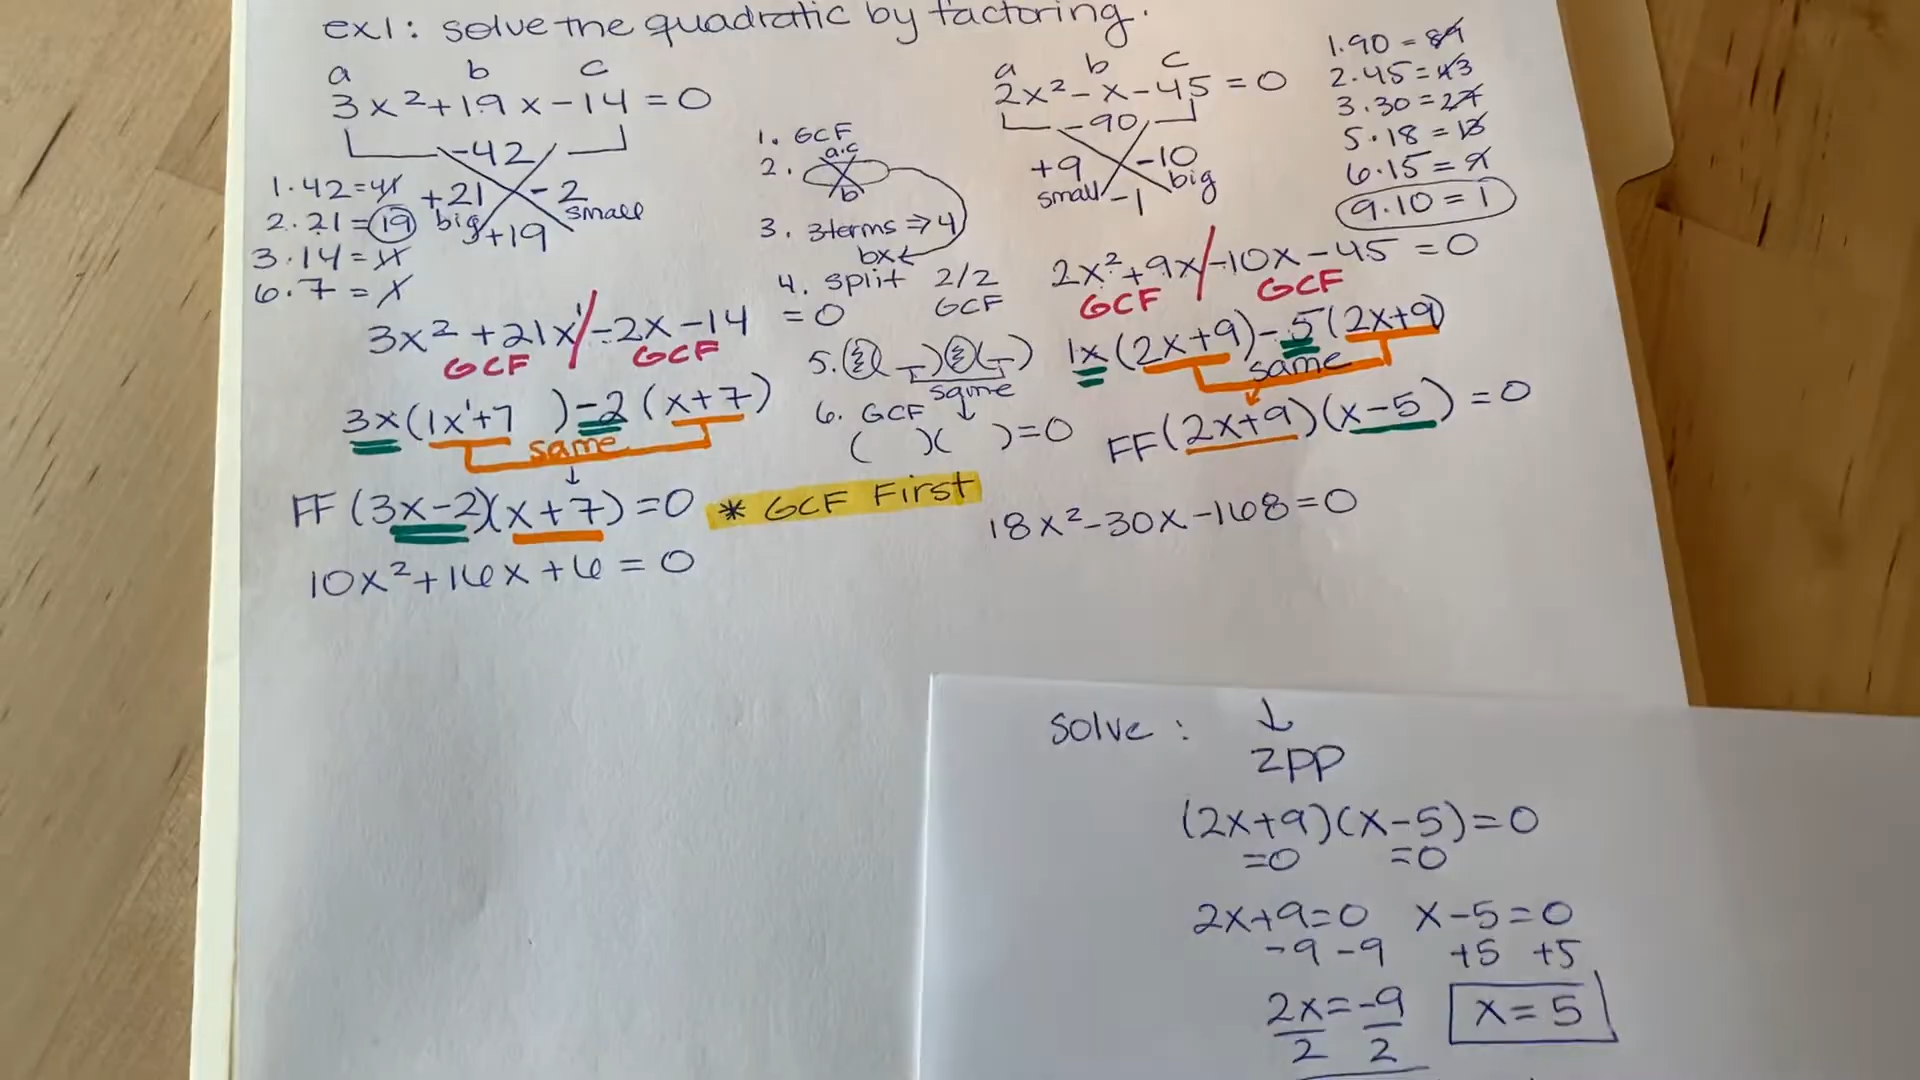 ex1: solve the quadratic by factoring.
a b c
3x²+19x-14=0
-42
1.42=41
2.21=19
3.14=11
6.7=1
+21 -2
big small
+19
3x²+21x-2x-14 =0
GCF GCF
3x(1x+7)-2(x+7)
same
FF (3x-2)(x+7)=0
10x²+16x+6=0
1. GCF
2. a.c
b
3. 3terms ⇒ 4
bx
4. split 2/2
GCF
5. ( )( )
same
6. GCF
( )( )=0
* GCF First
a b c
2x²-x-45=0
-90
+9 -10
small -1 big
1.90=89
2.45=43
3.30=27
5.18=13
6.15=9
9.10=1
2x²+9x-10x-45=0
GCF GCF
1x(2x+9)-5(2x+9)
same
FF(2x+9)(x-5)=0
18x²-30x-168=0
solve: ↓
ZPP
(2x+9)(x-5)=0
=0 =0
2x+9=0 x-5=0
-9 -9 +5 +5
2x=-9 x=5
2 2